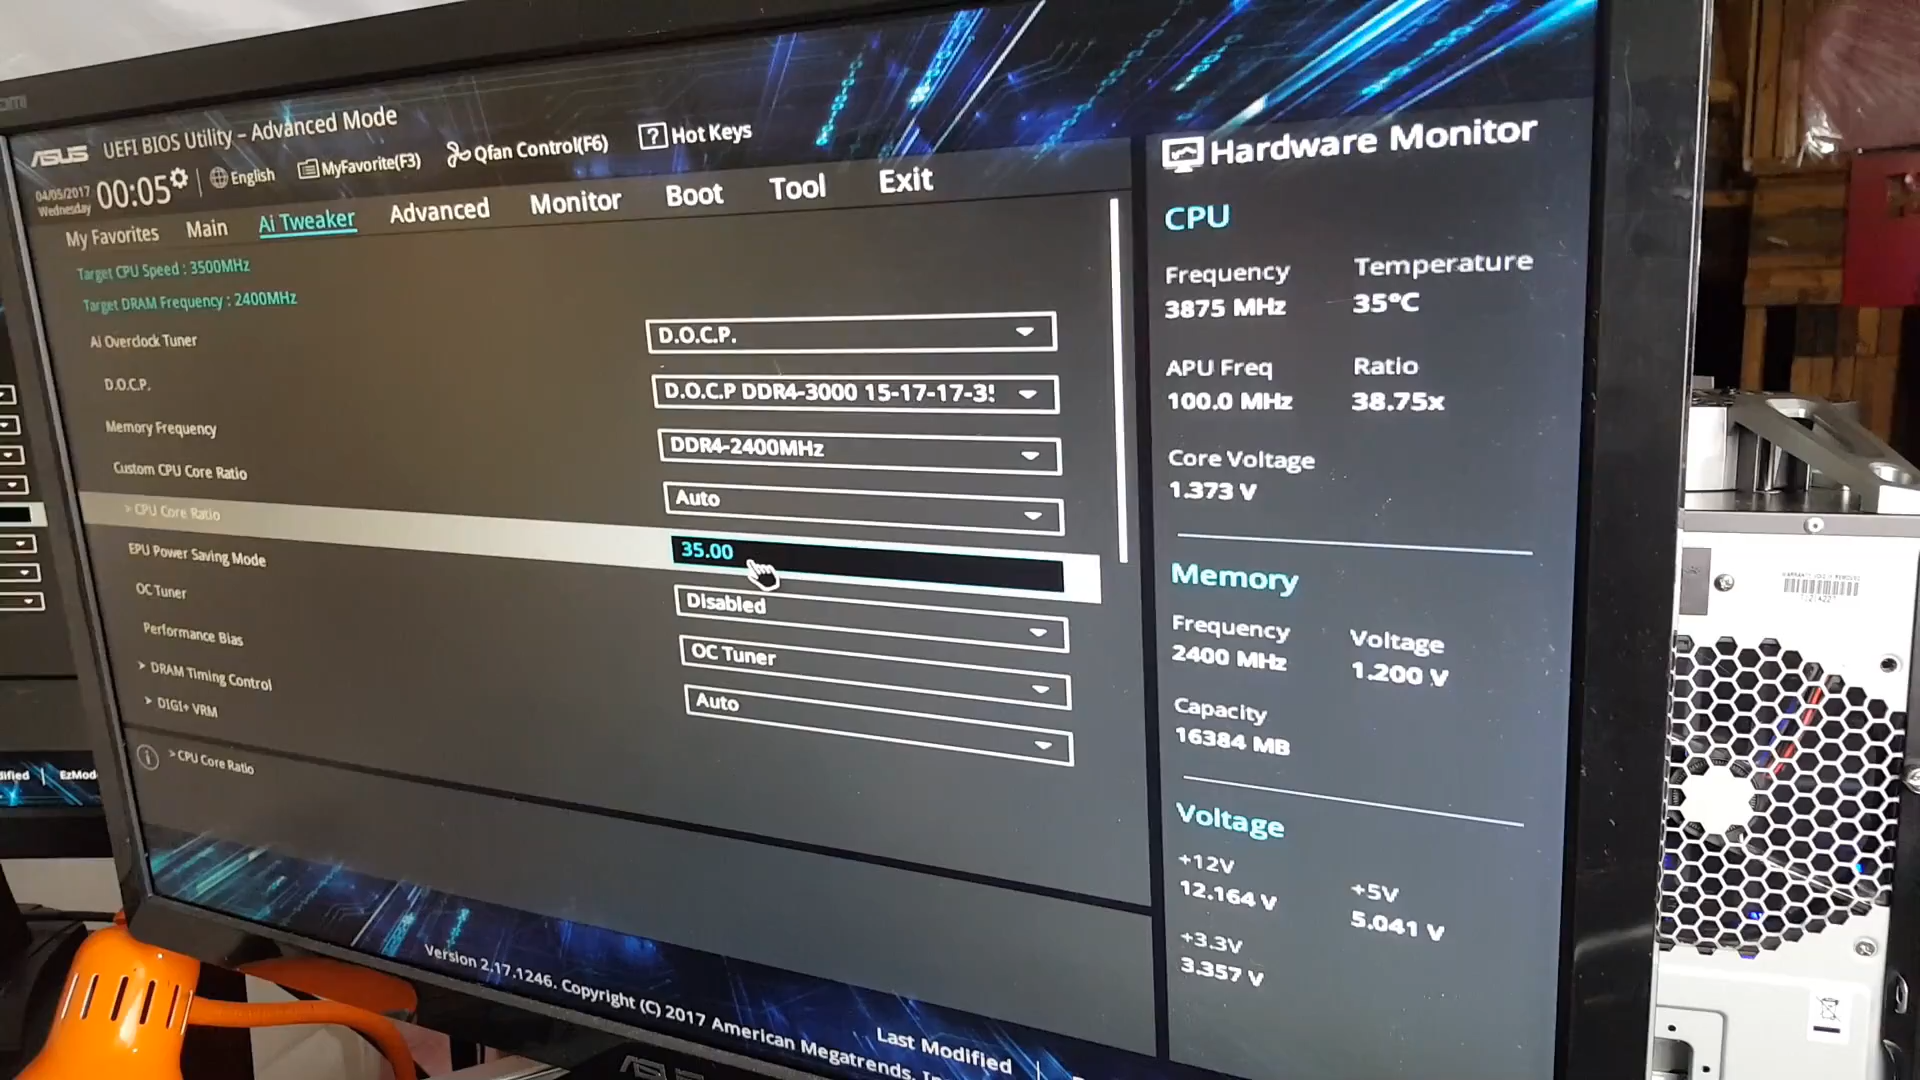 ASUS UEFI BIOS Utility – Advanced Mode
04/05/2017
Wednesday
00:05
English
MyFavorite(F3)
Qfan Control(F6)
? Hot Keys
My Favorites
Main
Ai Tweaker
Advanced
Monitor
Boot
Tool
Exit
Target CPU Speed : 3500MHz
Target DRAM Frequency : 2400MHz
Ai Overclock Tuner
D.O.C.P.
D.O.C.P.
D.O.C.P DDR4-3000 15-17-17-3
Memory Frequency
DDR4-2400MHz
Custom CPU Core Ratio
Auto
> CPU Core Ratio
35.00
EPU Power Saving Mode
Disabled
OC Tuner
OC Tuner
Performance Bias
Auto
> DRAM Timing Control
> DIGI+ VRM
> CPU Core Ratio
Version 2.17.1246. Copyright (C) 2017 American Megatrends,
Last Modified
Hardware Monitor
CPU
Frequency
Temperature
3875 MHz
35°C
APU Freq
Ratio
100.0 MHz
38.75x
Core Voltage
1.373 V
Memory
Frequency
Voltage
2400 MHz
1.200 V
Capacity
16384 MB
Voltage
+12V
+5V
12.164 V
5.041 V
+3.3V
3.357 V
EzMod
ASUS